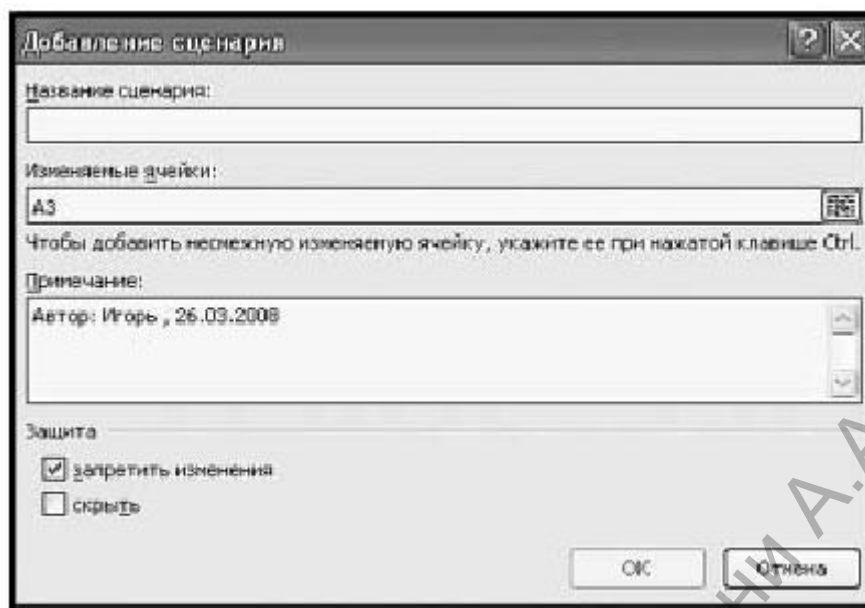 Добавление сценария
Название сценария:
Изменяемые ячейки:
A3
Чтобы добавить несмежную изменяемую ячейку, укажите ее при нажатой клавише Ctrl.
Примечание:
Автор: Игорь , 26.03.2008
Защита
запретить изменения
скрыть
OK
Отмена
ни А.А